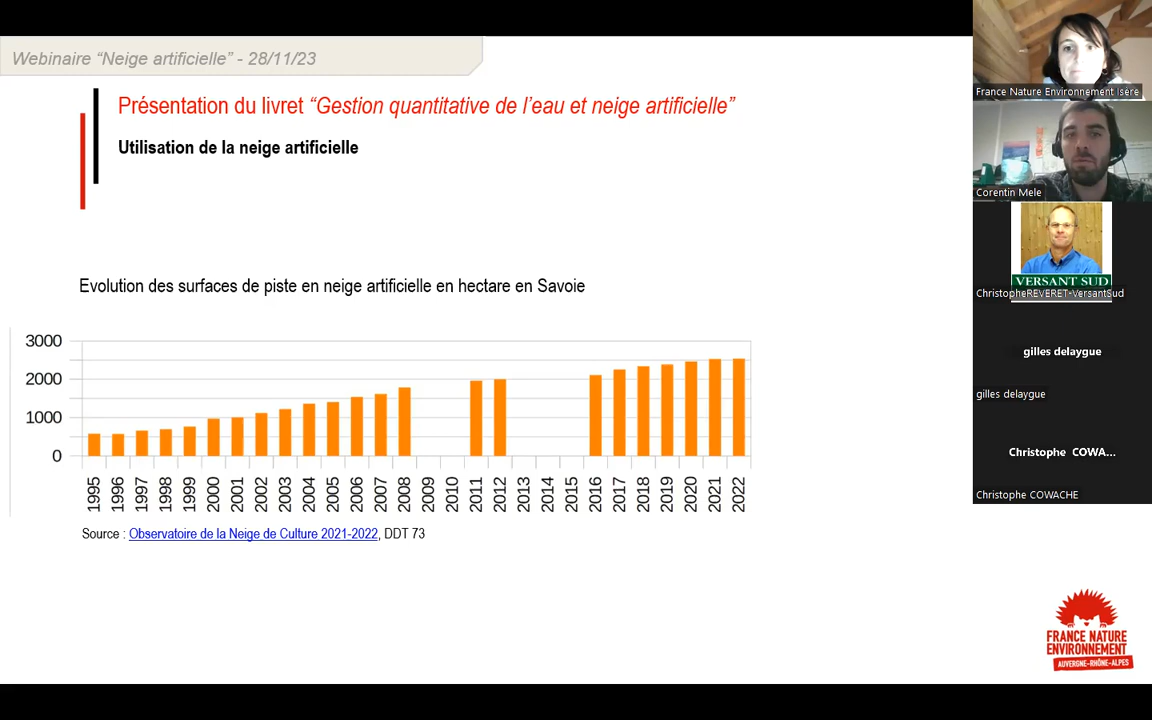 Webinaire “Neige artificielle” - 28/11/23
Présentation du livret “Gestion quantitative de l’eau et neige artificielle”
Utilisation de la neige artificielle
Evolution des surfaces de piste en neige artificielle en hectare en Savoie
3000
2000
1000
0
1995 1996 1997 1998 1999 2000 2001 2002 2003 2004 2005 2006 2007 2008 2009 2010 2011 2012 2013 2014 2015 2016 2017 2018 2019 2020 2021 2022
Source : Observatoire de la Neige de Culture 2021-2022, DDT 73
France Nature Environnement Isère
Corentin Mele
VERSANT SUD
ChristopheREVERET-VersantSud
gilles delaygue
gilles delaygue
Christophe COWA...
Christophe COWACHE
FRANCE NATURE
ENVIRONNEMENT
AUVERGNE-RHÔNE-ALPES